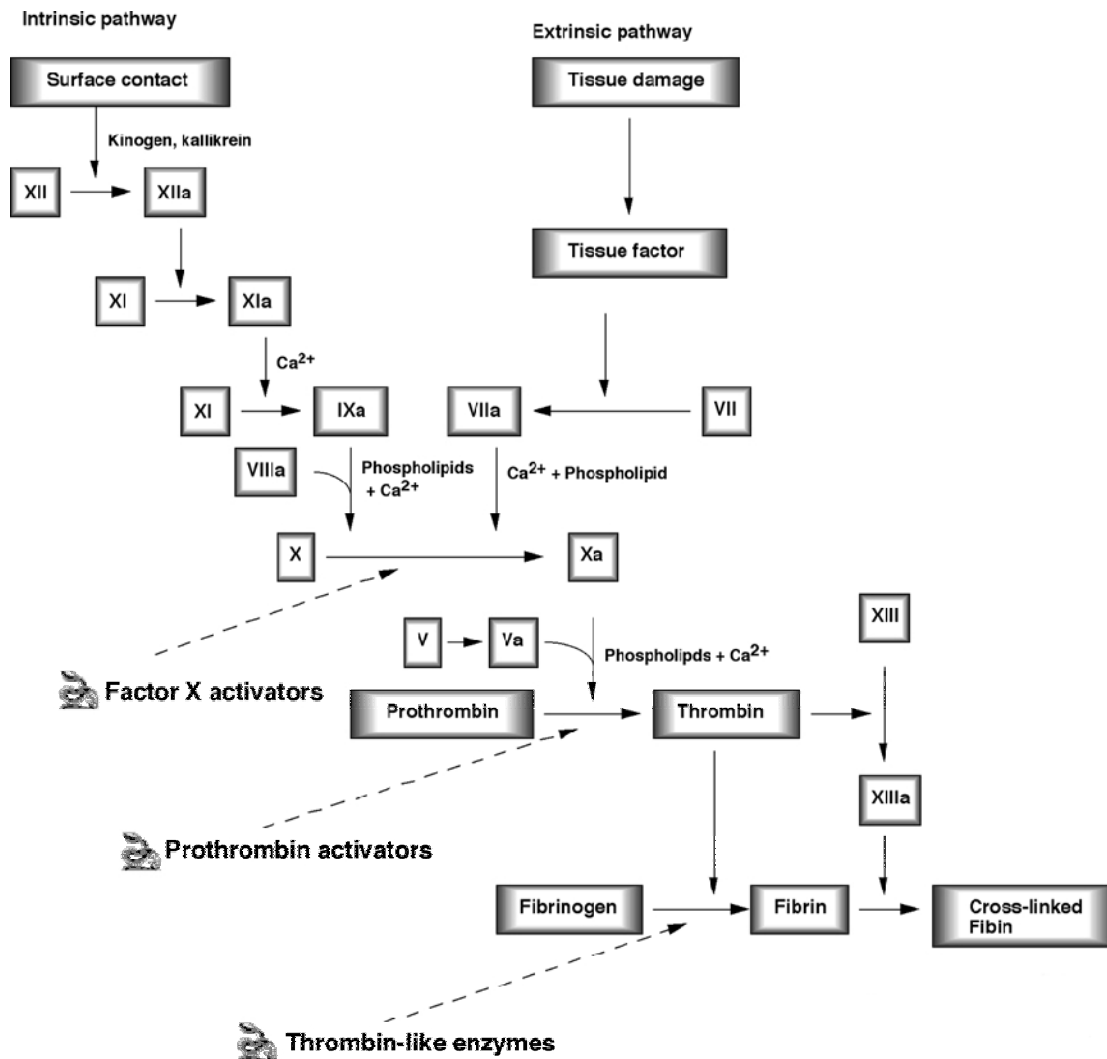 Intrinsic pathway
Extrinsic pathway
Surface contact
Tissue damage
Kinogen, kallikrein
XII
XIIa
Tissue factor
XI
XIa
Ca2+
XI
IXa
VIIa
VII
VIIIa
Phospholipids
+ Ca2+
Ca2+ + Phospholipid
X
Xa
XIII
V
Va
Phospholipds + Ca2+
Factor X activators
Prothrombin
Thrombin
XIIIa
Prothrombin activators
Fibrinogen
Fibrin
Cross-linked
Fibin
Thrombin-like enzymes